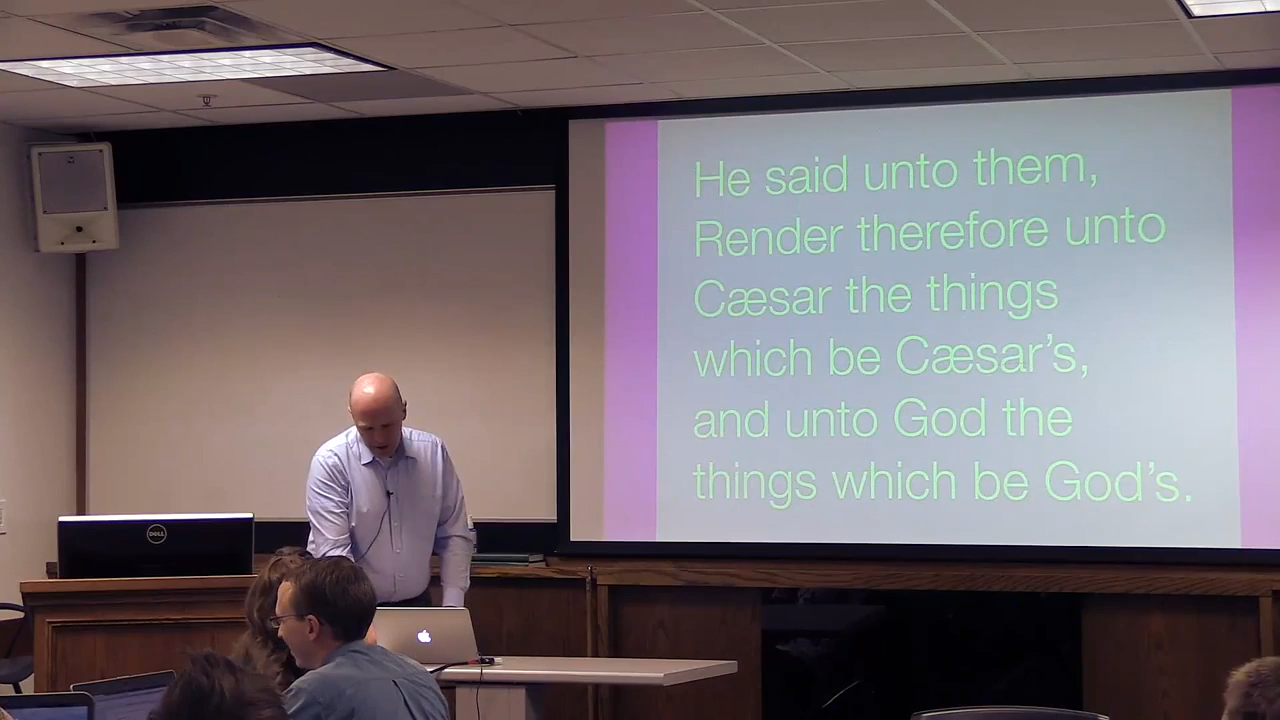 He said unto them,
Render therefore unto
Cæsar the things
which be Cæsar’s,
and unto God the
things which be God’s.
DELL